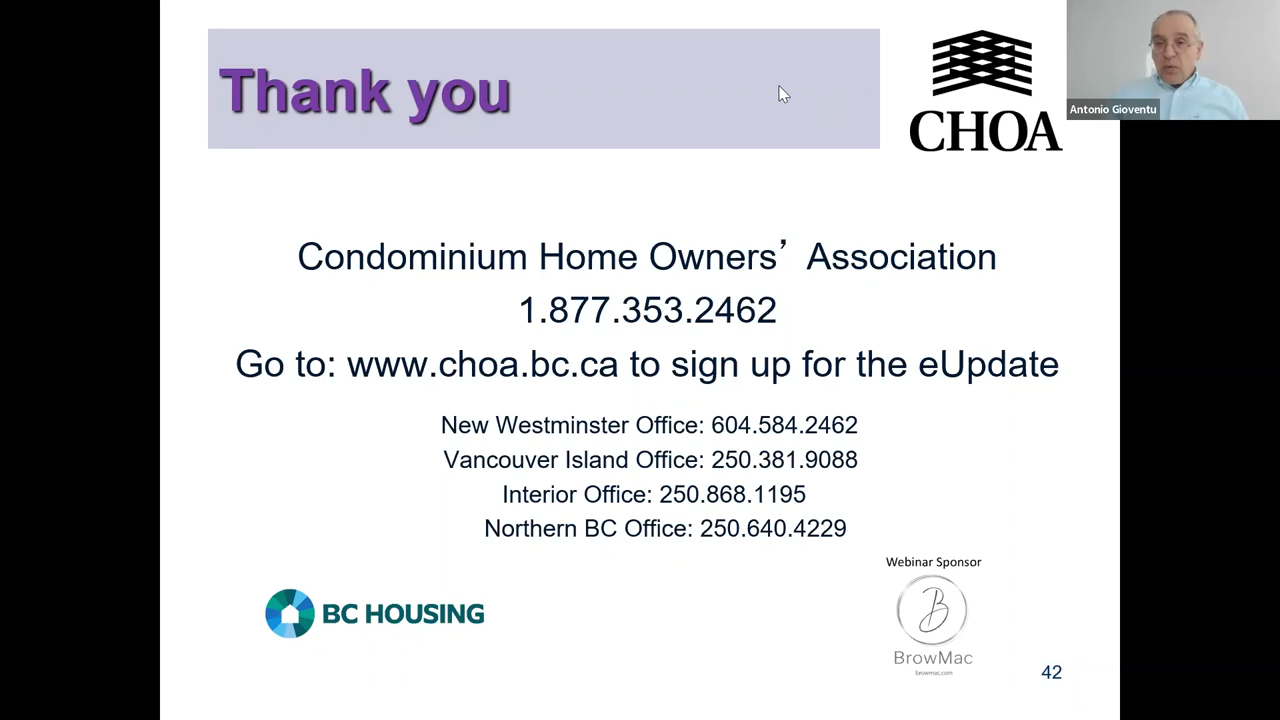 Thank you
CHOA
Antonio Gioventu
Condominium Home Owners’ Association
1.877.353.2462
Go to: www.choa.bc.ca to sign up for the eUpdate
New Westminster Office: 604.584.2462
Vancouver Island Office: 250.381.9088
Interior Office: 250.868.1195
Northern BC Office: 250.640.4229
Webinar Sponsor
BC HOUSING
B
BrowMac
browmac.com
42